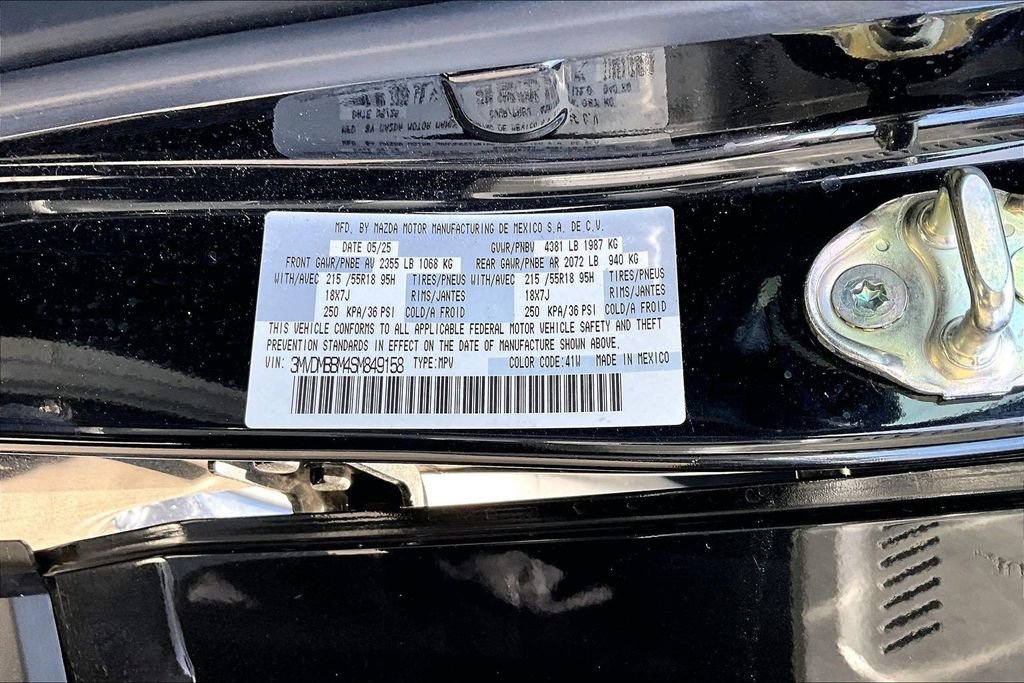 MFD. BY MAZDA MOTOR MANUFACTURING DE MEXICO S.A. DE C.V.
DATE 05/25 GVWR/PNBV 4381 LB 1987 KG
FRONT GAWR/PNBE AV 2355 LB 1068 KG REAR GAWR/PNBE AR 2072 LB 940 KG
WITH/AVEC 215 /55R18 95H TIRES/PNEUS WITH/AVEC 215 /55R18 95H TIRES/PNEUS
18X7J RIMS/JANTES 18X7J RIMS/JANTES
250 KPA/36 PSI COLD/A FROID 250 KPA/36 PSI COLD/A FROID
THIS VEHICLE CONFORMS TO ALL APPLICABLE FEDERAL MOTOR VEHICLE SAFETY AND THEFT
PREVENTION STANDARDS IN EFFECT ON THE DATE OF MANUFACTURE SHOWN ABOVE.
VIN: 3MVDMBBM4SM849158 TYPE:MPV COLOR CODE:41W MADE IN MEXICO